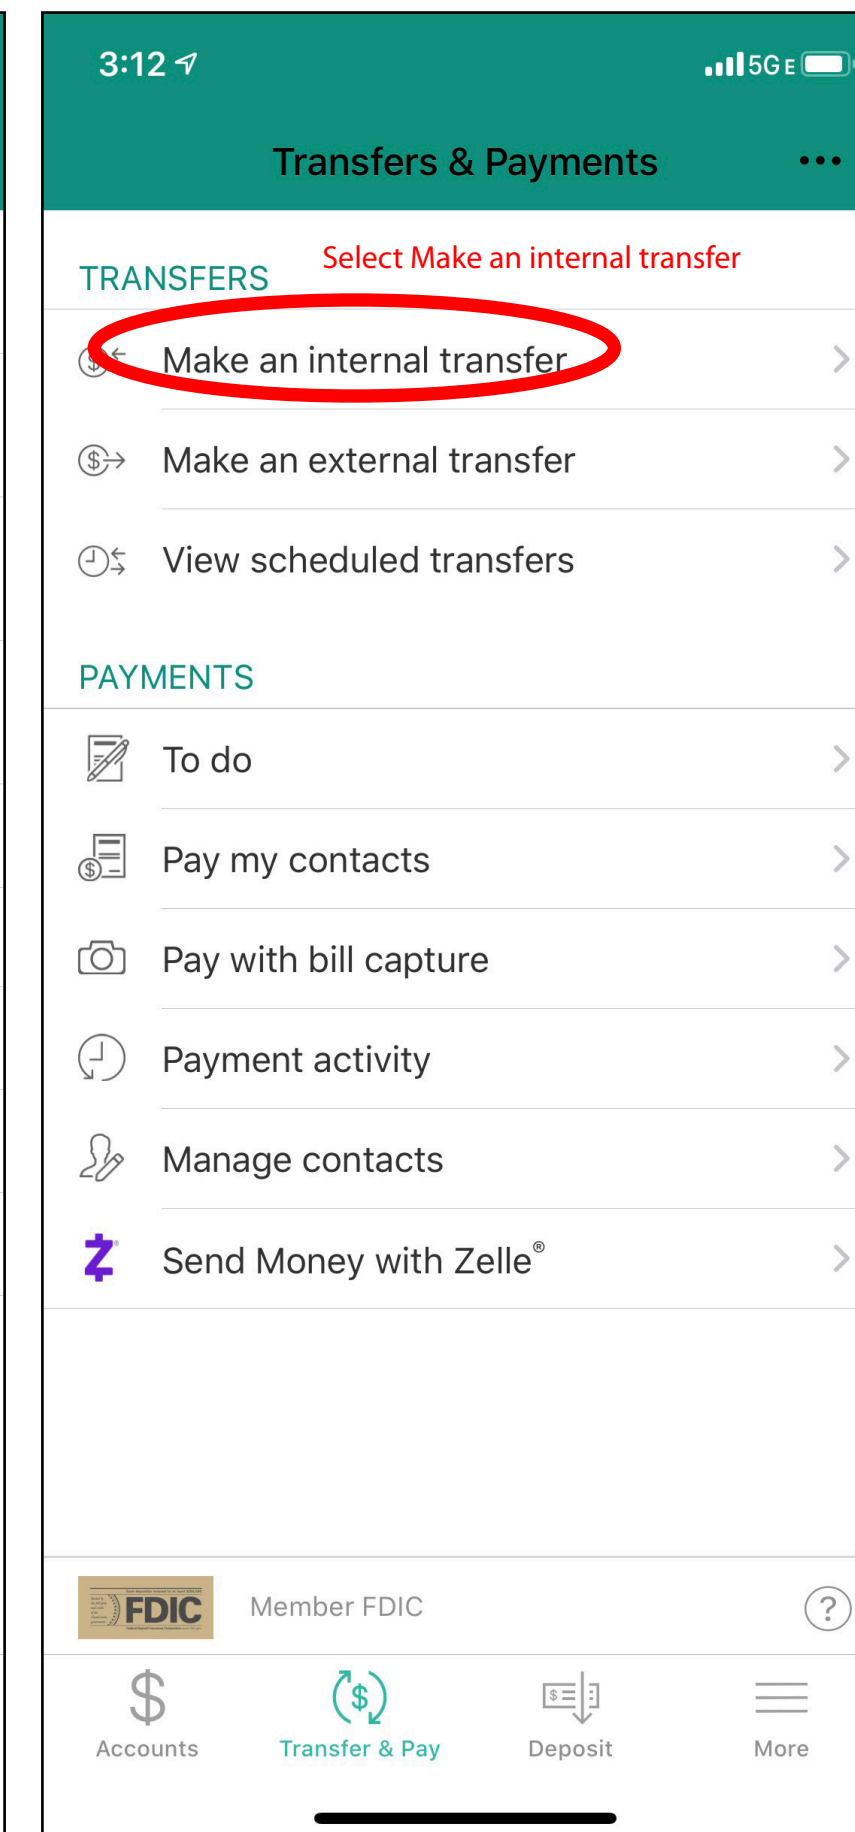 3:12
5G E
Transfers & Payments
Select Make an internal transfer
TRANSFERS
Make an internal transfer
Make an external transfer
View scheduled transfers
PAYMENTS
To do
Pay my contacts
Pay with bill capture
Payment activity
Manage contacts
Send Money with Zelle®
FDIC
Member FDIC
Accounts
Transfer & Pay
Deposit
More